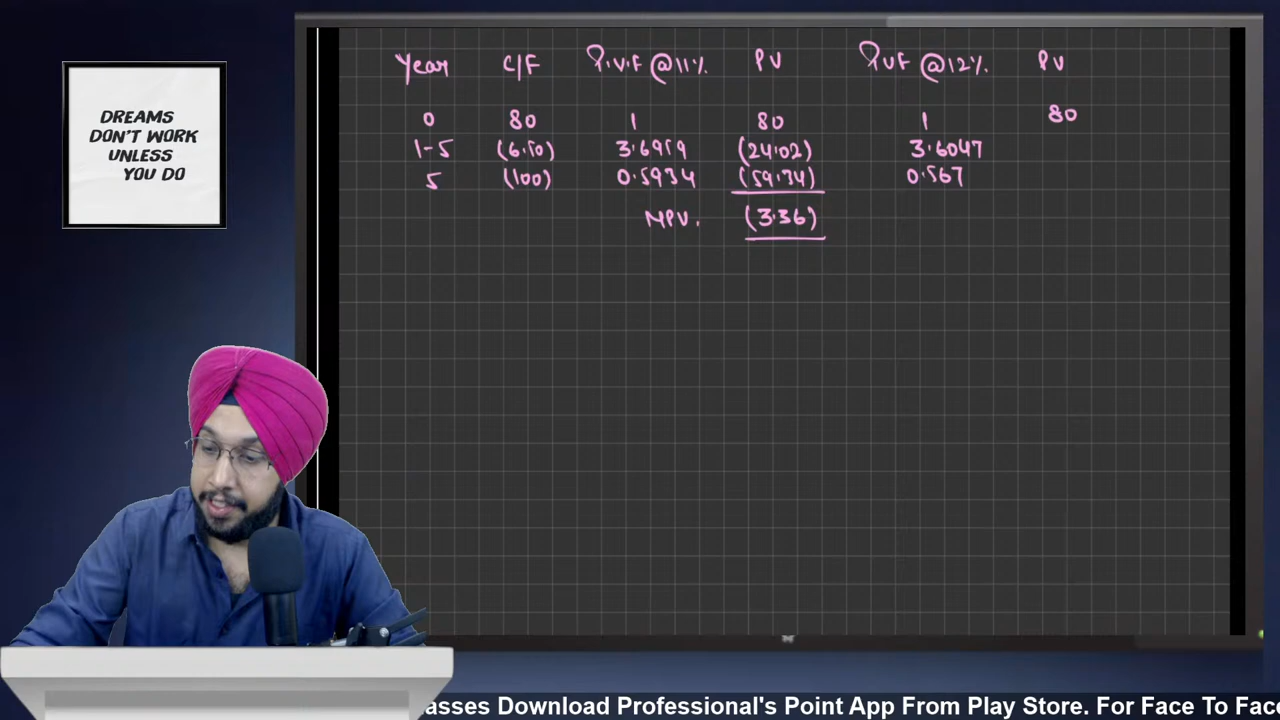 DREAMS
DON'T WORK
UNLESS
YOU DO
Year C/F P.V.F @11% PV PVF @12% PV
0 80 1 80 1 80
1-5 (6.50) 3.6959 (24.02) 3.6047
5 (100) 0.5934 (59.34) 0.567
NPV. (3.36)
asses Download Professional's Point App From Play Store. For Face To Face